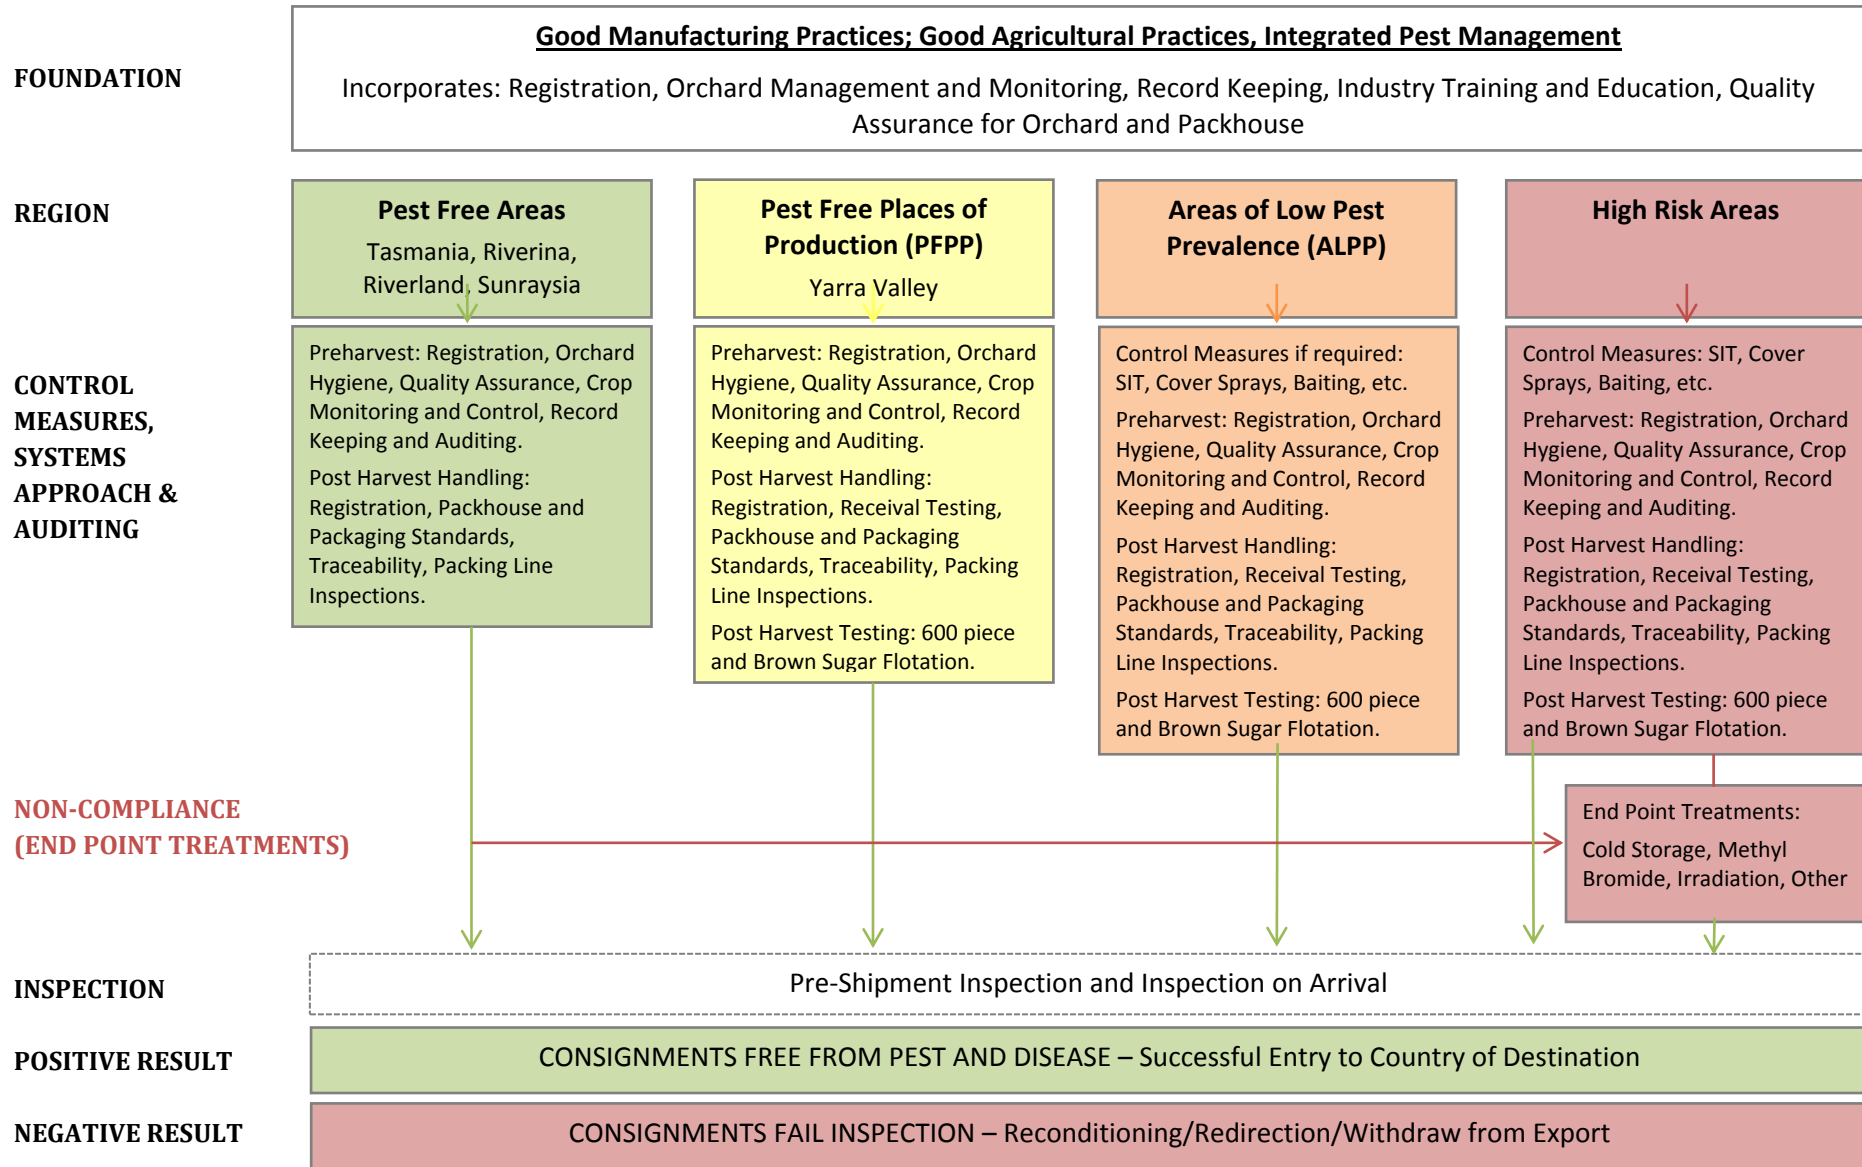 Good Manufacturing Practices; Good Agricultural Practices, Integrated Pest Management
FOUNDATION
Incorporates: Registration, Orchard Management and Monitoring, Record Keeping, Industry Training and Education, Quality
Assurance for Orchard and Packhouse
REGION
Pest Free Areas
Tasmania, Riverina,
Riverland, Sunraysia
Pest Free Places of
Production (PFPP)
Yarra Valley
Areas of Low Pest
Prevalence (ALPP)
High Risk Areas
CONTROL
MEASURES,
SYSTEMS
APPROACH &
AUDITING
Preharvest: Registration, Orchard
Hygiene, Quality Assurance, Crop
Monitoring and Control, Record
Keeping and Auditing.
Post Harvest Handling:
Registration, Packhouse and
Packaging Standards,
Traceability, Packing Line
Inspections.
Preharvest: Registration, Orchard
Hygiene, Quality Assurance, Crop
Monitoring and Control, Record
Keeping and Auditing.
Post Harvest Handling:
Registration, Receival Testing,
Packhouse and Packaging
Standards, Traceability, Packing
Line Inspections.
Post Harvest Testing: 600 piece
and Brown Sugar Flotation.
Control Measures if required:
SIT, Cover Sprays, Baiting, etc.
Preharvest: Registration, Orchard
Hygiene, Quality Assurance, Crop
Monitoring and Control, Record
Keeping and Auditing.
Post Harvest Handling:
Registration, Receival Testing,
Packhouse and Packaging
Standards, Traceability, Packing
Line Inspections.
Post Harvest Testing: 600 piece
and Brown Sugar Flotation.
Control Measures: SIT, Cover
Sprays, Baiting, etc.
Preharvest: Registration, Orchard
Hygiene, Quality Assurance, Crop
Monitoring and Control, Record
Keeping and Auditing.
Post Harvest Handling:
Registration, Receival Testing,
Packhouse and Packaging
Standards, Traceability, Packing
Line Inspections.
Post Harvest Testing: 600 piece
and Brown Sugar Flotation.
NON-COMPLIANCE
(END POINT TREATMENTS)
End Point Treatments:
Cold Storage, Methyl
Bromide, Irradiation, Other
INSPECTION
Pre-Shipment Inspection and Inspection on Arrival
POSITIVE RESULT
CONSIGNMENTS FREE FROM PEST AND DISEASE – Successful Entry to Country of Destination
NEGATIVE RESULT
CONSIGNMENTS FAIL INSPECTION – Reconditioning/Redirection/Withdraw from Export